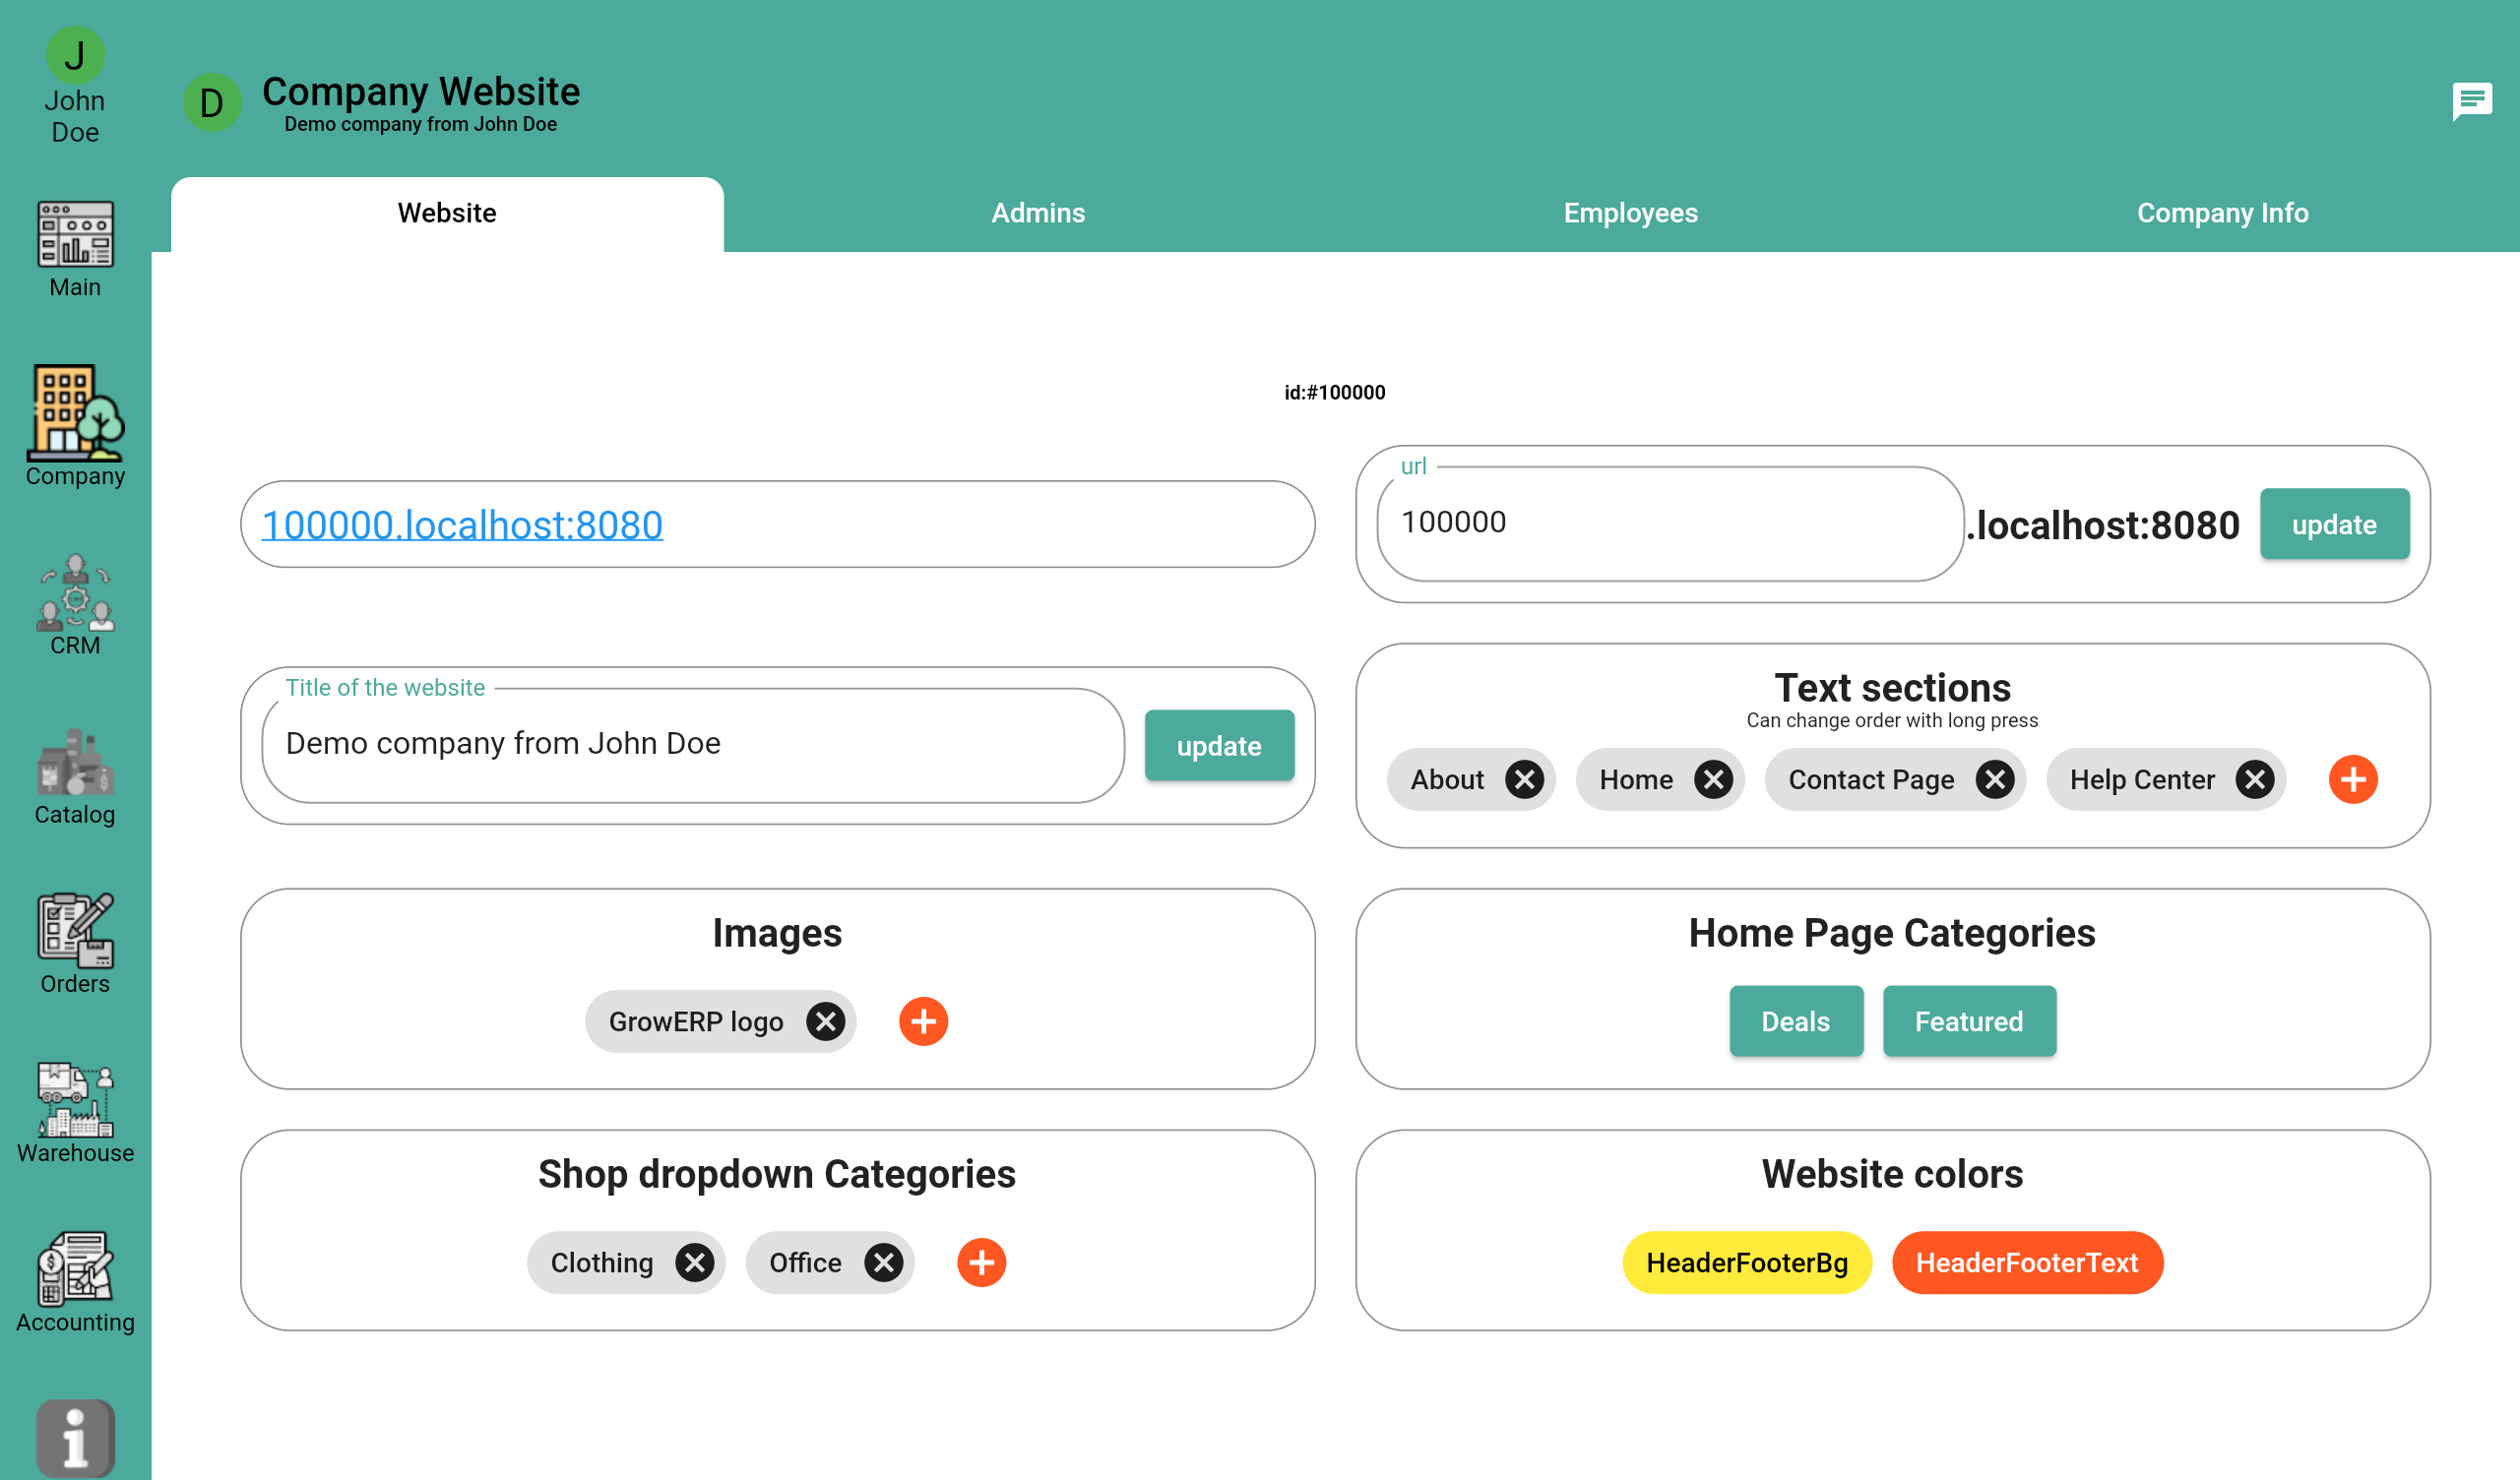 J
John
Doe
D
Company Website
Demo company from John Doe
Website
Admins
Employees
Company Info
Main
Company
CRM
Catalog
Orders
Warehouse
Accounting
id:#100000
100000.localhost:8080
url
100000
.localhost:8080
update
Title of the website
Demo company from John Doe
update
Text sections
Can change order with long press
About
Home
Contact Page
Help Center
Images
GrowERP logo
Home Page Categories
Deals
Featured
Shop dropdown Categories
Clothing
Office
Website colors
HeaderFooterBg
HeaderFooterText